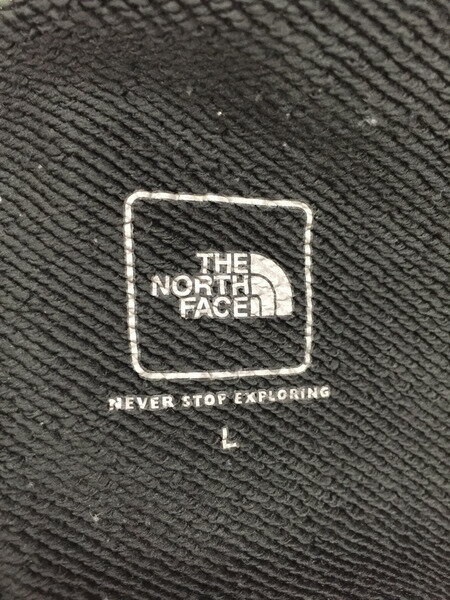 THE
NORTH
FACE
NEVER STOP EXPLORING
L